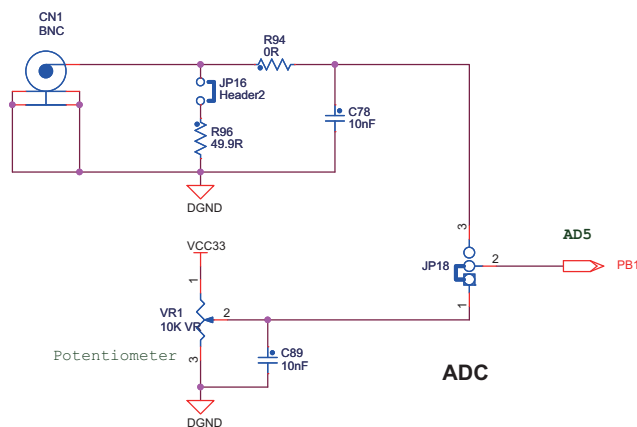 CN1
BNC
R94
0R
JP16
Header2
C78
10nF
R96
49.9R
DGND
3
AD5
VCC33
JP18
2
PB1
1
1
VR1
10K VR
2
Potentiometer
3
C89
10nF
ADC
DGND